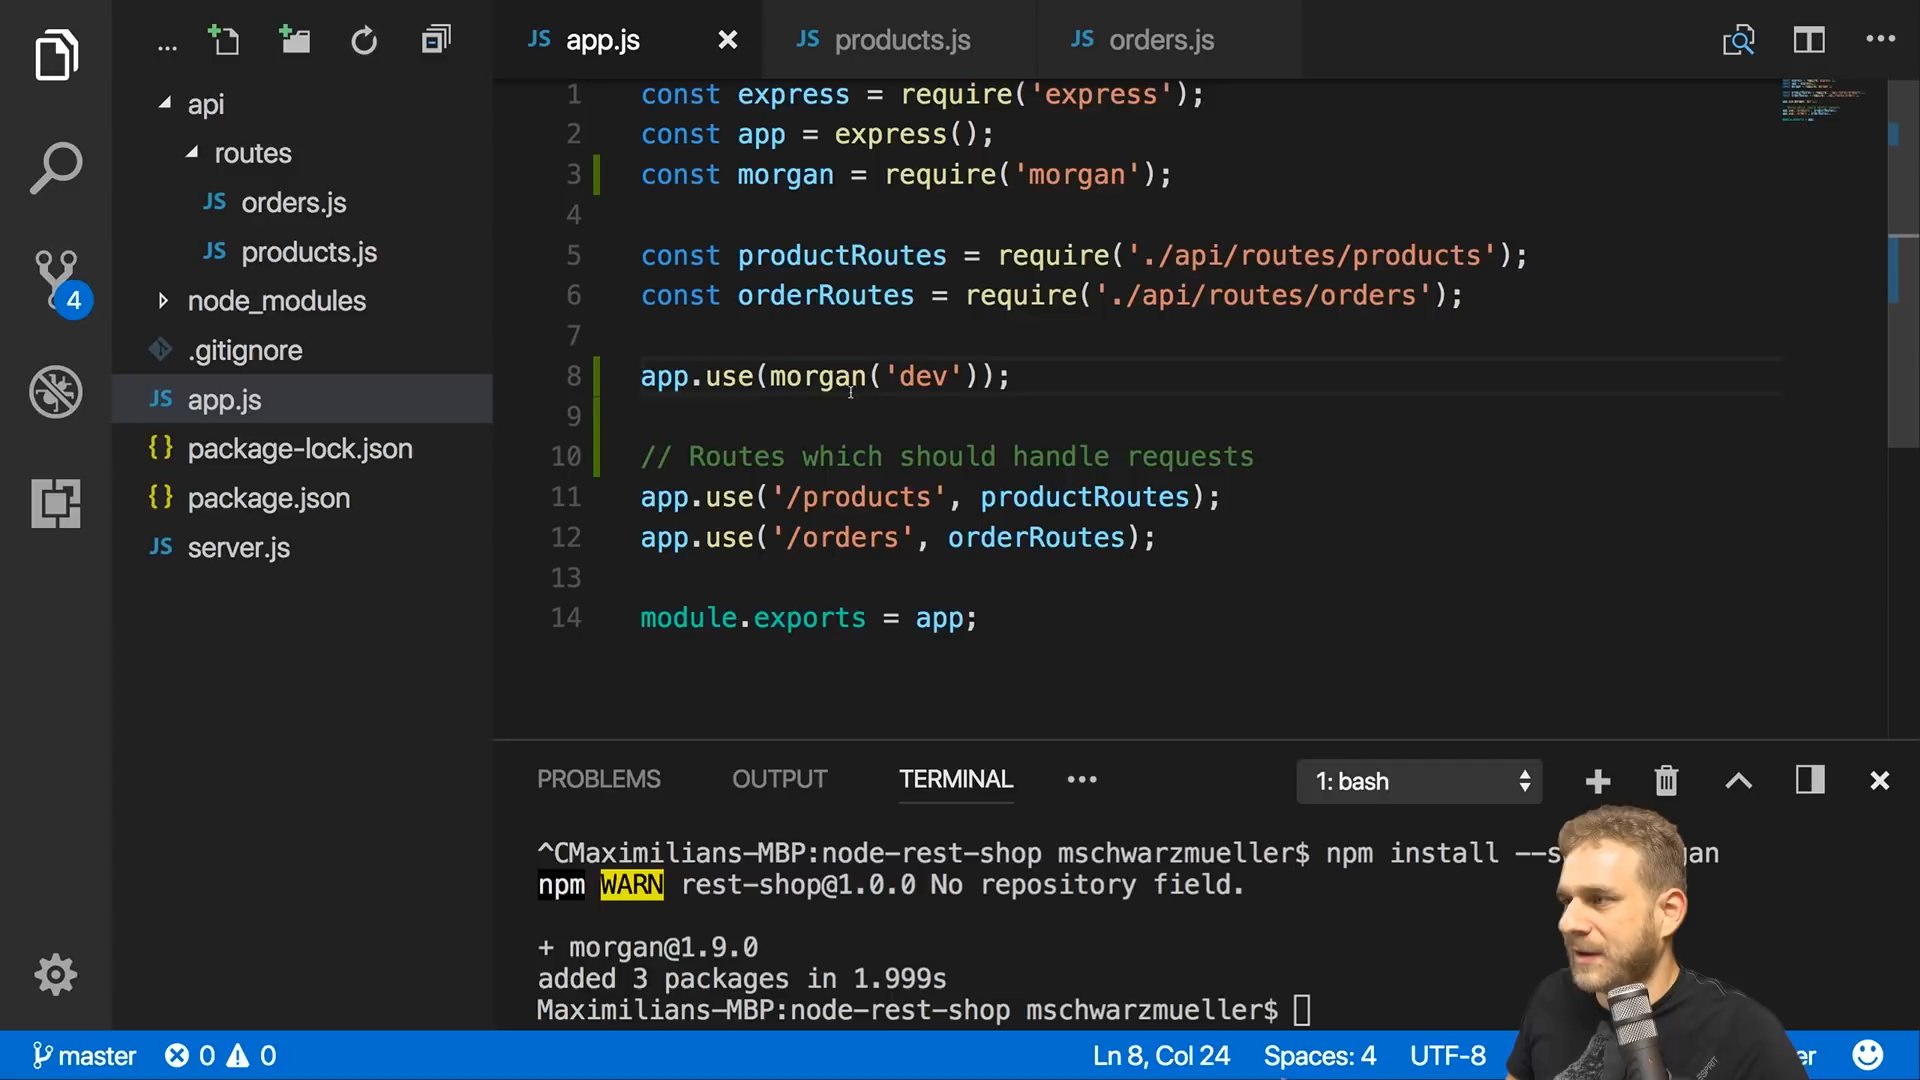 ...
JS app.js
JS products.js
JS orders.js
api
routes
JS orders.js
JS products.js
node_modules
.gitignore
JS app.js
{} package-lock.json
{} package.json
JS server.js
4
1 const express = require('express');
2 const app = express();
3 const morgan = require('morgan');
4
5 const productRoutes = require('./api/routes/products');
6 const orderRoutes = require('./api/routes/orders');
7
8 app.use(morgan('dev'));
9
10 // Routes which should handle requests
11 app.use('/products', productRoutes);
12 app.use('/orders', orderRoutes);
13
14 module.exports = app;
PROBLEMS OUTPUT TERMINAL ...
1: bash
^CMaximilians-MBP:node-rest-shop mschwarzmueller$ npm install
npm WARN rest-shop@1.0.0 No repository field.
+ morgan@1.9.0
added 3 packages in 1.999s
Maximilians-MBP:node-rest-shop mschwarzmueller$
master 0 0
Ln 8, Col 24 Spaces: 4 UTF-8